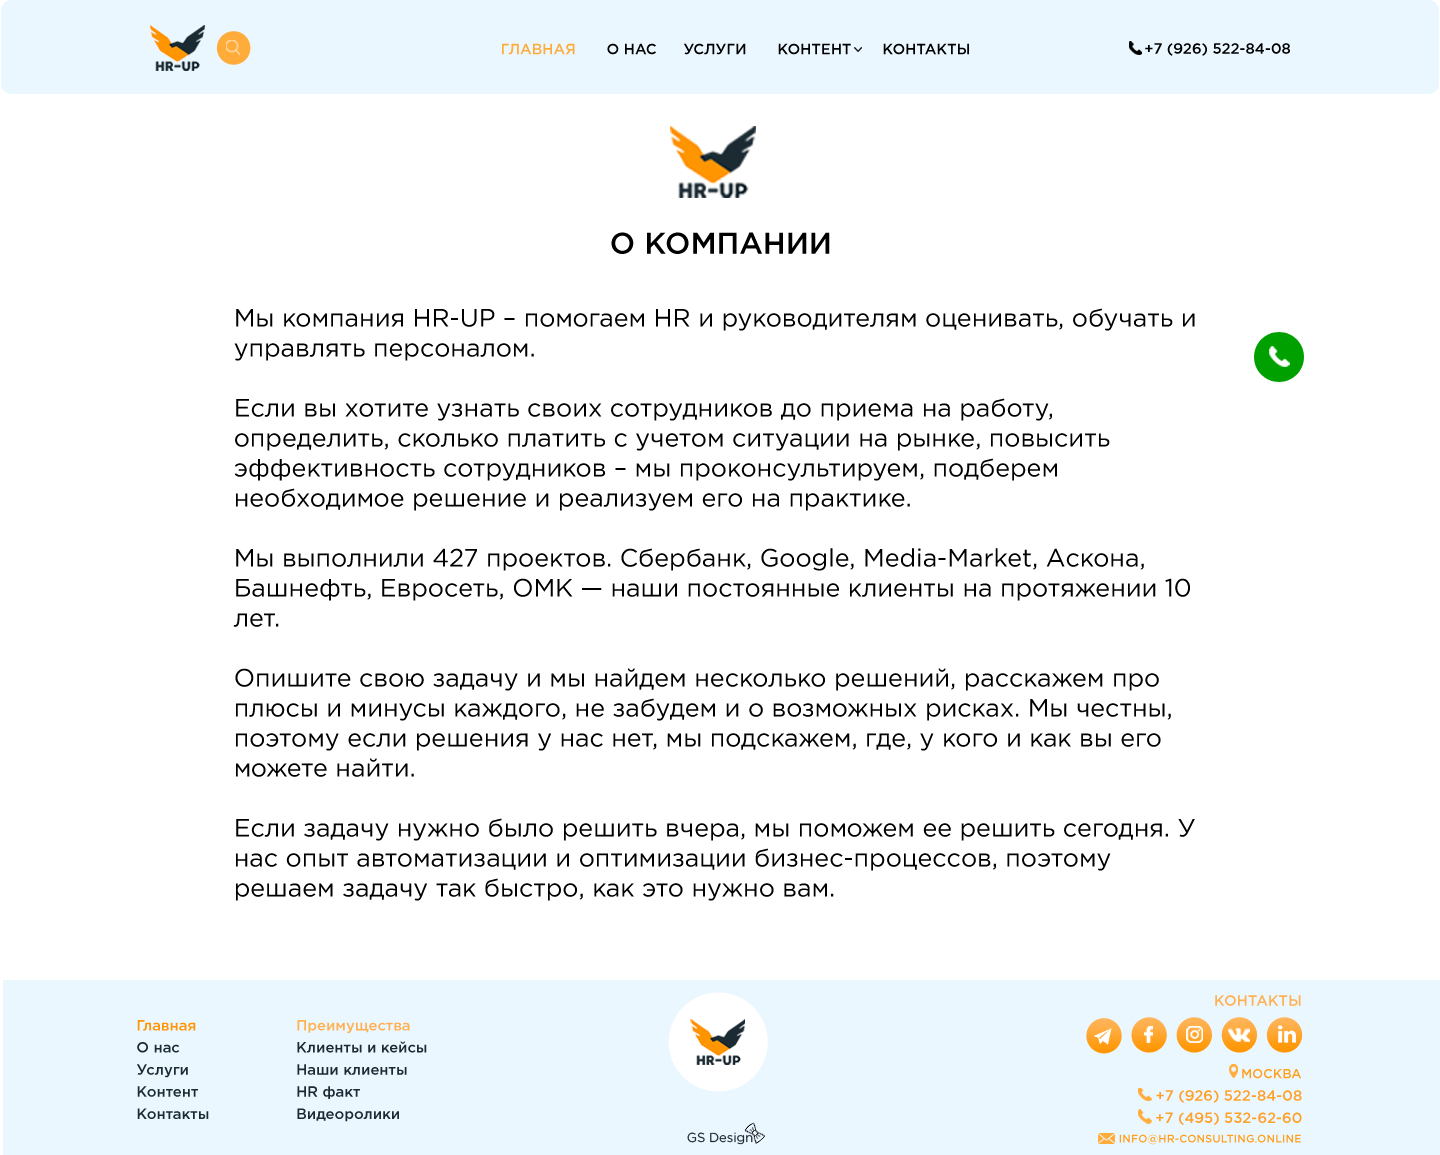 HR-UP
ГЛАВНАЯ О НАС УСЛУГИ КОНТЕНТ КОНТАКТЫ
+7 (926) 522-84-08
HR-UP
О КОМПАНИИ
Мы компания HR-UP – помогаем HR и руководителям оценивать, обучать и
управлять персоналом.
Если вы хотите узнать своих сотрудников до приема на работу,
определить, сколько платить с учетом ситуации на рынке, повысить
эффективность сотрудников – мы проконсультируем, подберем
необходимое решение и реализуем его на практике.
Мы выполнили 427 проектов. Сбербанк, Google, Media-Market, Аскона,
Башнефть, Евросеть, ОМК — наши постоянные клиенты на протяжении 10
лет.
Опишите свою задачу и мы найдем несколько решений, расскажем про
плюсы и минусы каждого, не забудем и о возможных рисках. Мы честны,
поэтому если решения у нас нет, мы подскажем, где, у кого и как вы его
можете найти.
Если задачу нужно было решить вчера, мы поможем ее решить сегодня. У
нас опыт автоматизации и оптимизации бизнес-процессов, поэтому
решаем задачу так быстро, как это нужно вам.
Главная
О нас
Услуги
Контент
Контакты
Преимущества
Клиенты и кейсы
Наши клиенты
HR факт
Видеоролики
HR-UP
GS Design
КОНТАКТЫ
МОСКВА
+7 (926) 522-84-08
+7 (495) 532-62-60
INFO@HR-CONSULTING.ONLINE